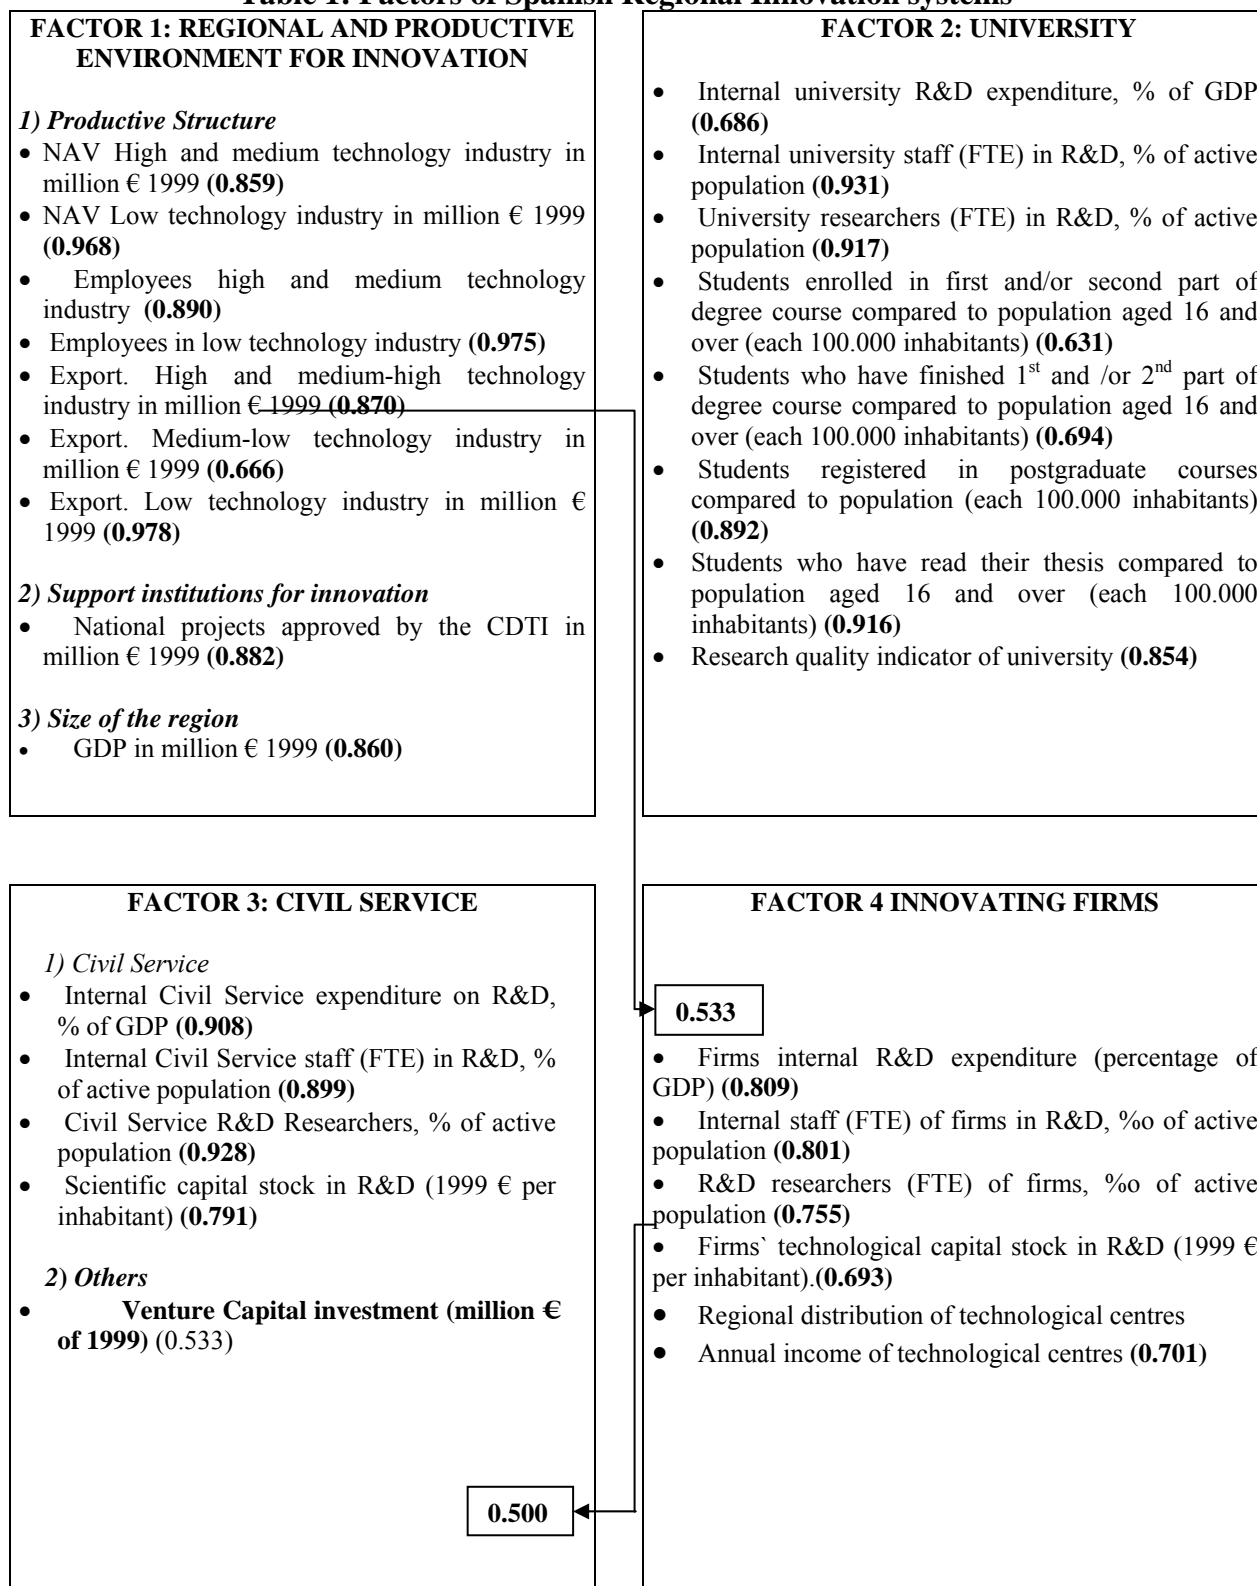 Table 1: Factors of Spanish Regional Innovation systems
FACTOR 1: REGIONAL AND PRODUCTIVE
ENVIRONMENT FOR INNOVATION
1) Productive Structure
• NAV High and medium technology industry in
million € 1999 (0.859)
• NAV Low technology industry in million € 1999
(0.968)
• Employees high and medium technology
industry (0.890)
• Employees in low technology industry (0.975)
• Export. High and medium-high technology
industry in million € 1999 (0.870)
• Export. Medium-low technology industry in
million € 1999 (0.666)
• Export. Low technology industry in million €
1999 (0.978)
2) Support institutions for innovation
• National projects approved by the CDTI in
million € 1999 (0.882)
3) Size of the region
• GDP in million € 1999 (0.860)
FACTOR 2: UNIVERSITY
• Internal university R&D expenditure, % of GDP
(0.686)
• Internal university staff (FTE) in R&D, % of active
population (0.931)
• University researchers (FTE) in R&D, % of active
population (0.917)
• Students enrolled in first and/or second part of
degree course compared to population aged 16 and
over (each 100.000 inhabitants) (0.631)
• Students who have finished 1st and /or 2nd part of
degree course compared to population aged 16 and
over (each 100.000 inhabitants) (0.694)
• Students registered in postgraduate courses
compared to population (each 100.000 inhabitants)
(0.892)
• Students who have read their thesis compared to
population aged 16 and over (each 100.000
inhabitants) (0.916)
• Research quality indicator of university (0.854)
FACTOR 3: CIVIL SERVICE
1) Civil Service
• Internal Civil Service expenditure on R&D,
% of GDP (0.908)
• Internal Civil Service staff (FTE) in R&D, %
of active population (0.899)
• Civil Service R&D Researchers, % of active
population (0.928)
• Scientific capital stock in R&D (1999 € per
inhabitant) (0.791)
2) Others
• Venture Capital investment (million €
of 1999) (0.533)
0.500
FACTOR 4 INNOVATING FIRMS
0.533
• Firms internal R&D expenditure (percentage of
GDP) (0.809)
• Internal staff (FTE) of firms in R&D, %o of active
population (0.801)
• R&D researchers (FTE) of firms, %o of active
population (0.755)
• Firms` technological capital stock in R&D (1999 €
per inhabitant).(0.693)
• Regional distribution of technological centres
• Annual income of technological centres (0.701)